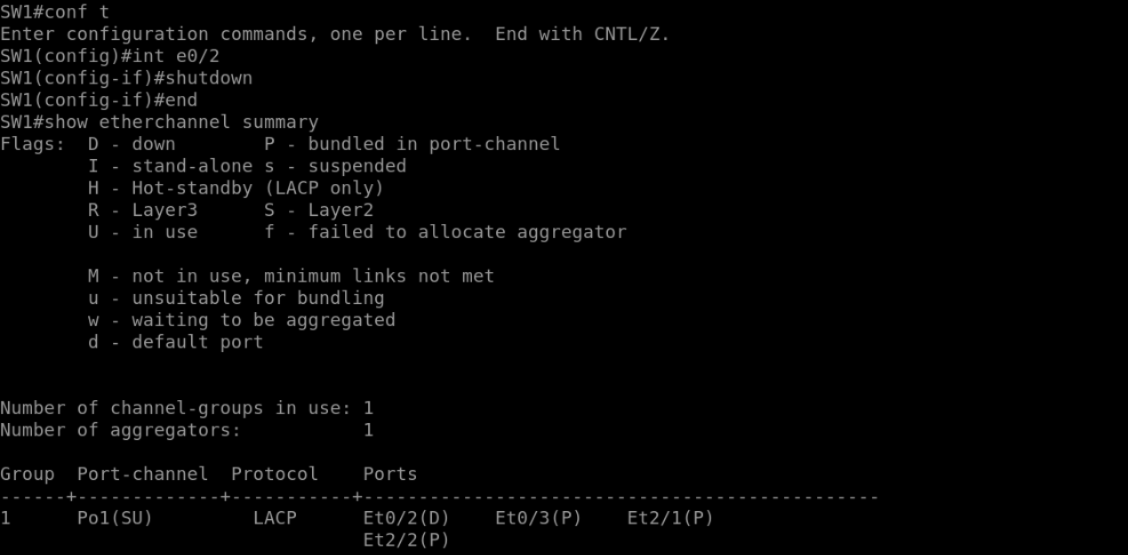 SW1#conf t
Enter configuration commands, one per line.  End with CNTL/Z.
SW1(config)#int e0/2
SW1(config-if)#shutdown
SW1(config-if)#end
SW1#show etherchannel summary
Flags:  D - down        P - bundled in port-channel
        I - stand-alone s - suspended
        H - Hot-standby (LACP only)
        R - Layer3      S - Layer2
        U - in use      f - failed to allocate aggregator

        M - not in use, minimum links not met
        u - unsuitable for bundling
        w - waiting to be aggregated
        d - default port


Number of channel-groups in use: 1
Number of aggregators:           1

Group  Port-channel  Protocol    Ports
------+-------------+-----------+-----------------------------------------------
1      Po1(SU)         LACP      Et0/2(D)    Et0/3(P)    Et2/1(P)
                                 Et2/2(P)